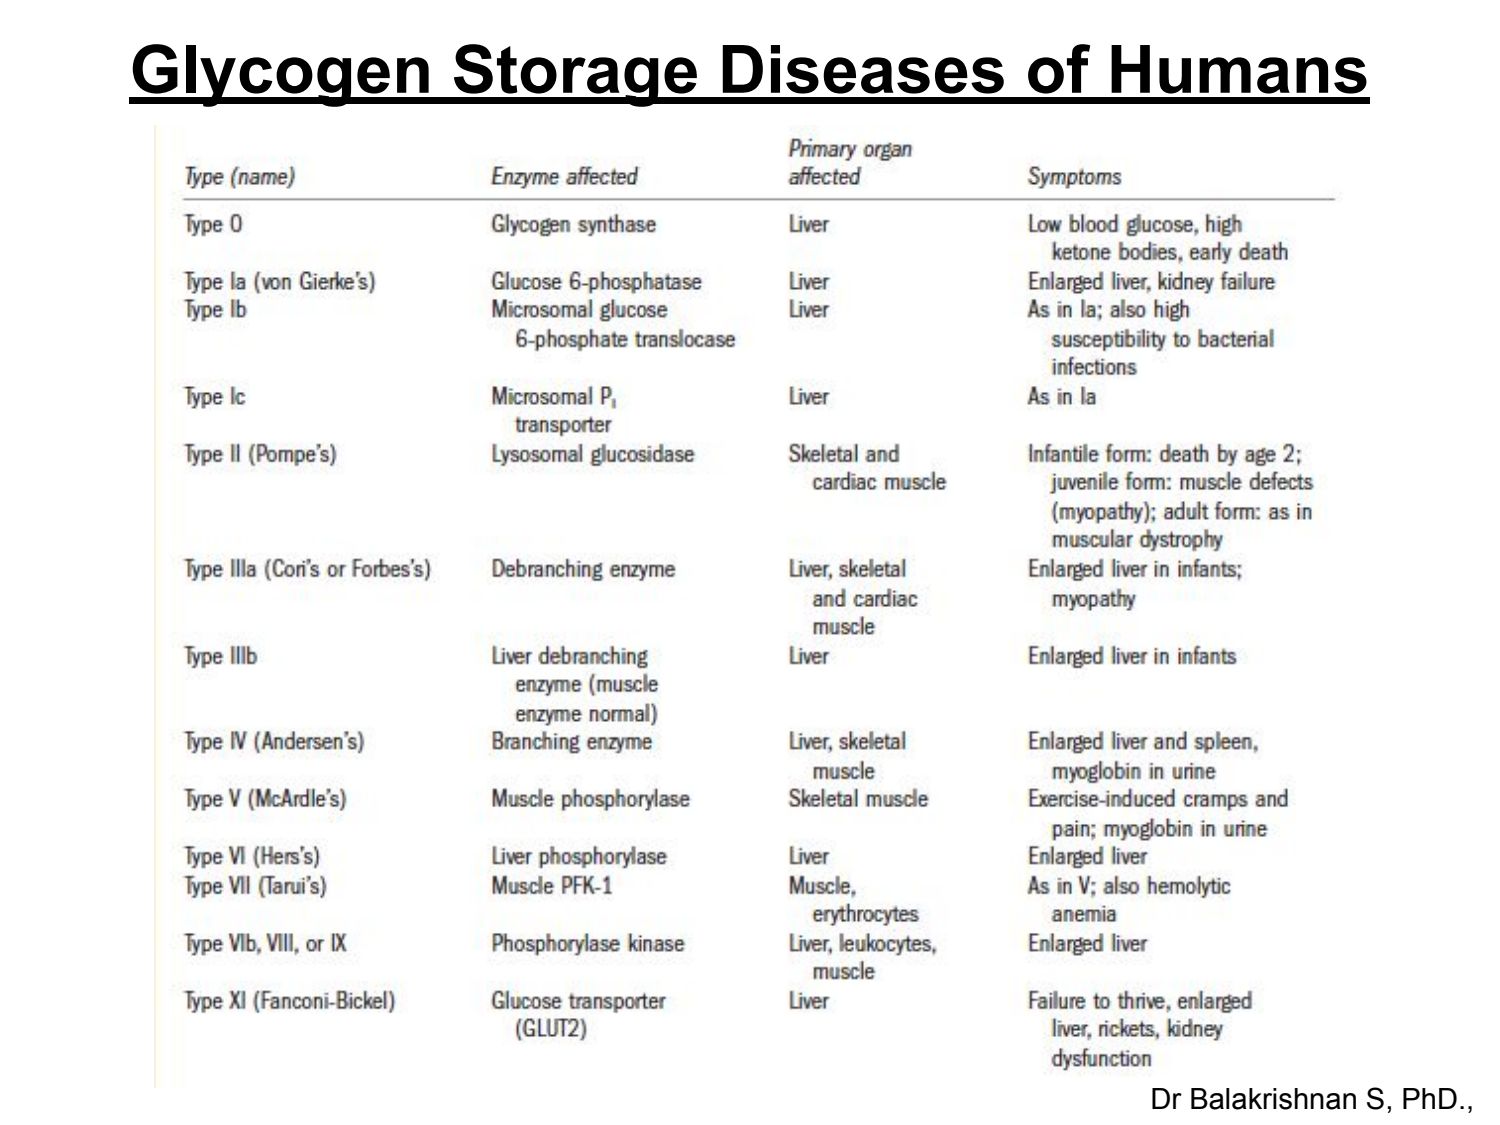 Glycogen Storage Diseases of Humans
Primary organ
Type (name) Enzyme affected affected Symptoms
Type 0 Glycogen synthase Liver Low blood glucose, high
ketone bodies, early death
Type Ia (von Gierke's) Glucose 6-phosphatase Liver Enlarged liver, kidney failure
Type Ib Microsomal glucose Liver As in Ia; also high
6-phosphate translocase susceptibility to bacterial
infections
Type Ic Microsomal Pi Liver As in Ia
transporter
Type II (Pompe's) Lysosomal glucosidase Skeletal and Infantile form: death by age 2;
cardiac muscle juvenile form: muscle defects
(myopathy); adult form: as in
muscular dystrophy
Type IIIa (Cori's or Forbes's) Debranching enzyme Liver, skeletal Enlarged liver in infants;
and cardiac myopathy
muscle
Type IIIb Liver debranching Liver Enlarged liver in infants
enzyme (muscle
enzyme normal)
Type IV (Andersen's) Branching enzyme Liver, skeletal Enlarged liver and spleen,
muscle myoglobin in urine
Type V (McArdle's) Muscle phosphorylase Skeletal muscle Exercise-induced cramps and
pain; myoglobin in urine
Type VI (Hers's) Liver phosphorylase Liver Enlarged liver
Type VII (Tarui's) Muscle PFK-1 Muscle, As in V; also hemolytic
erythrocytes anemia
Type VIb, VIII, or IX Phosphorylase kinase Liver, leukocytes, Enlarged liver
muscle
Type XI (Fanconi-Bickel) Glucose transporter Liver Failure to thrive, enlarged
(GLUT2) liver, rickets, kidney
dysfunction
Dr Balakrishnan S, PhD.,